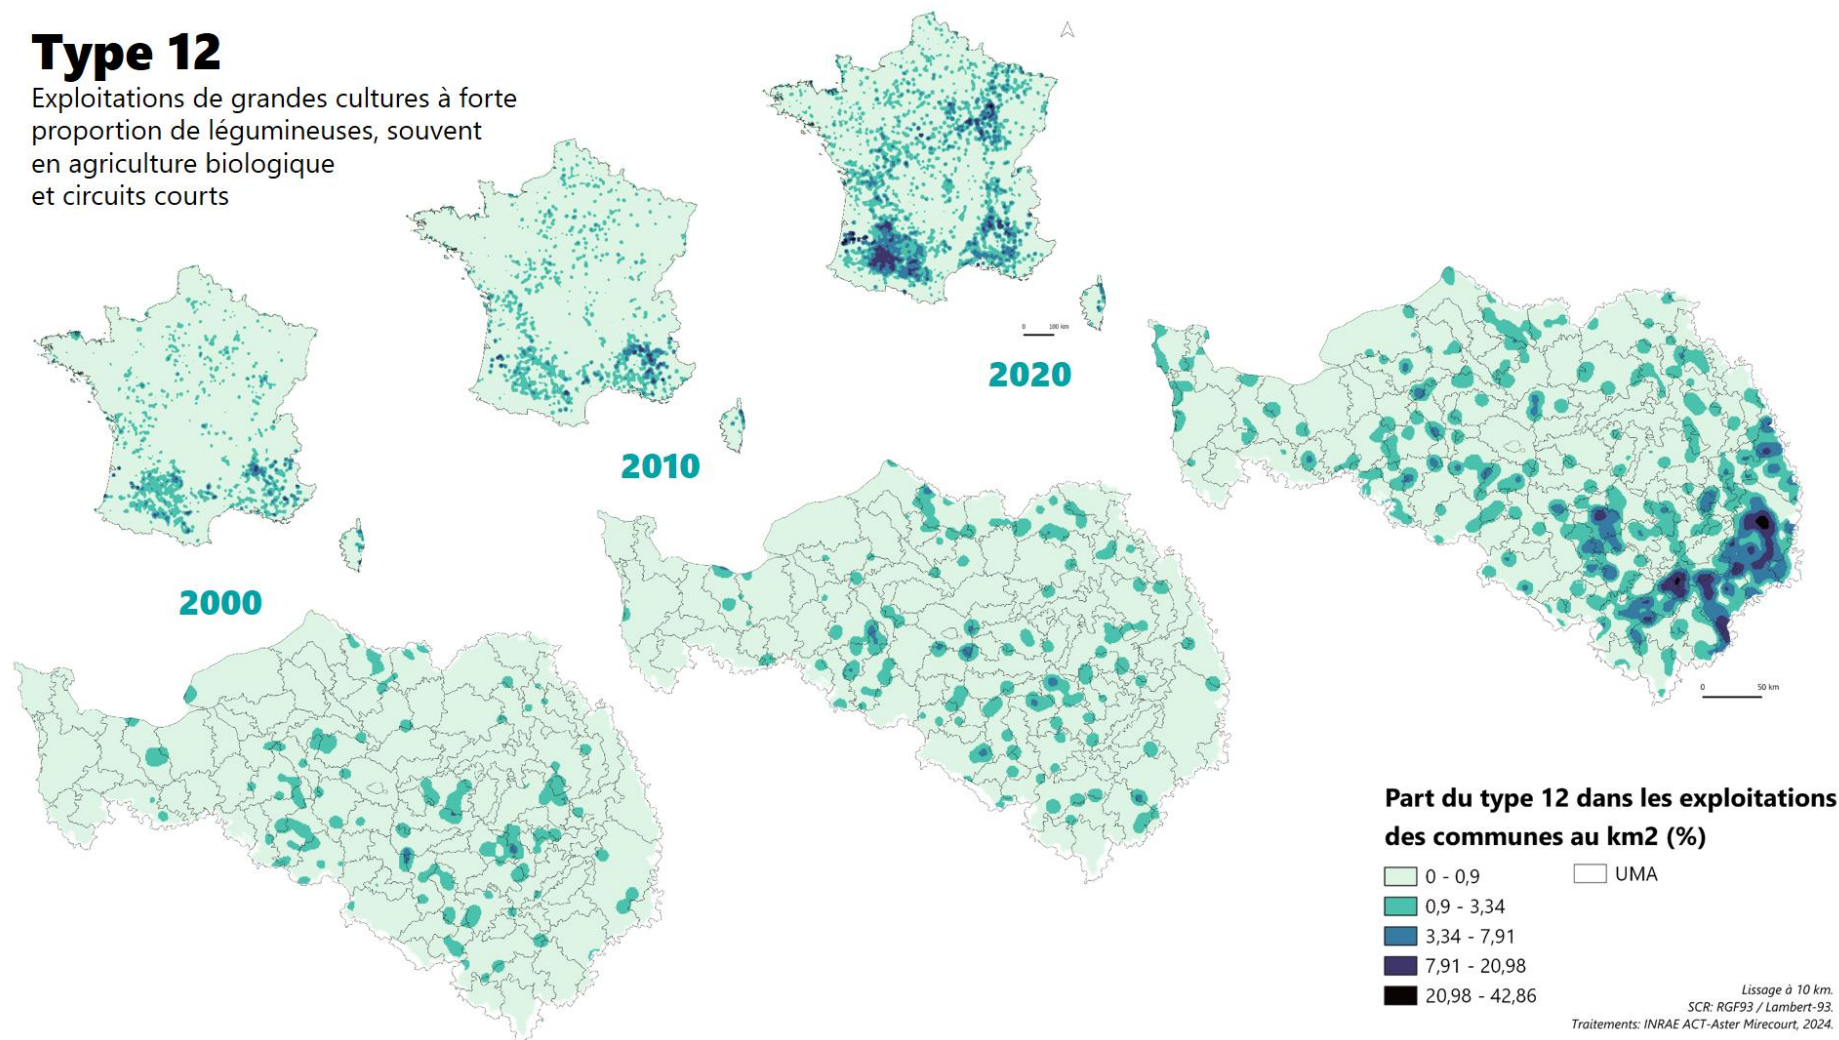 Type 12
Exploitations de grandes cultures à forte
proportion de légumineuses, souvent
en agriculture biologique
et circuits courts
0 100 km
2020
2010
2000
0 50 km
Part du type 12 dans les exploitations
des communes au km2 (%)
0 - 0,9
UMA
0,9 - 3,34
3,34 - 7,91
7,91 - 20,98
20,98 - 42,86
Lissage à 10 km.
SCR: RGF93 / Lambert-93.
Traitements: INRAE ACT-Aster Mirecourt, 2024.